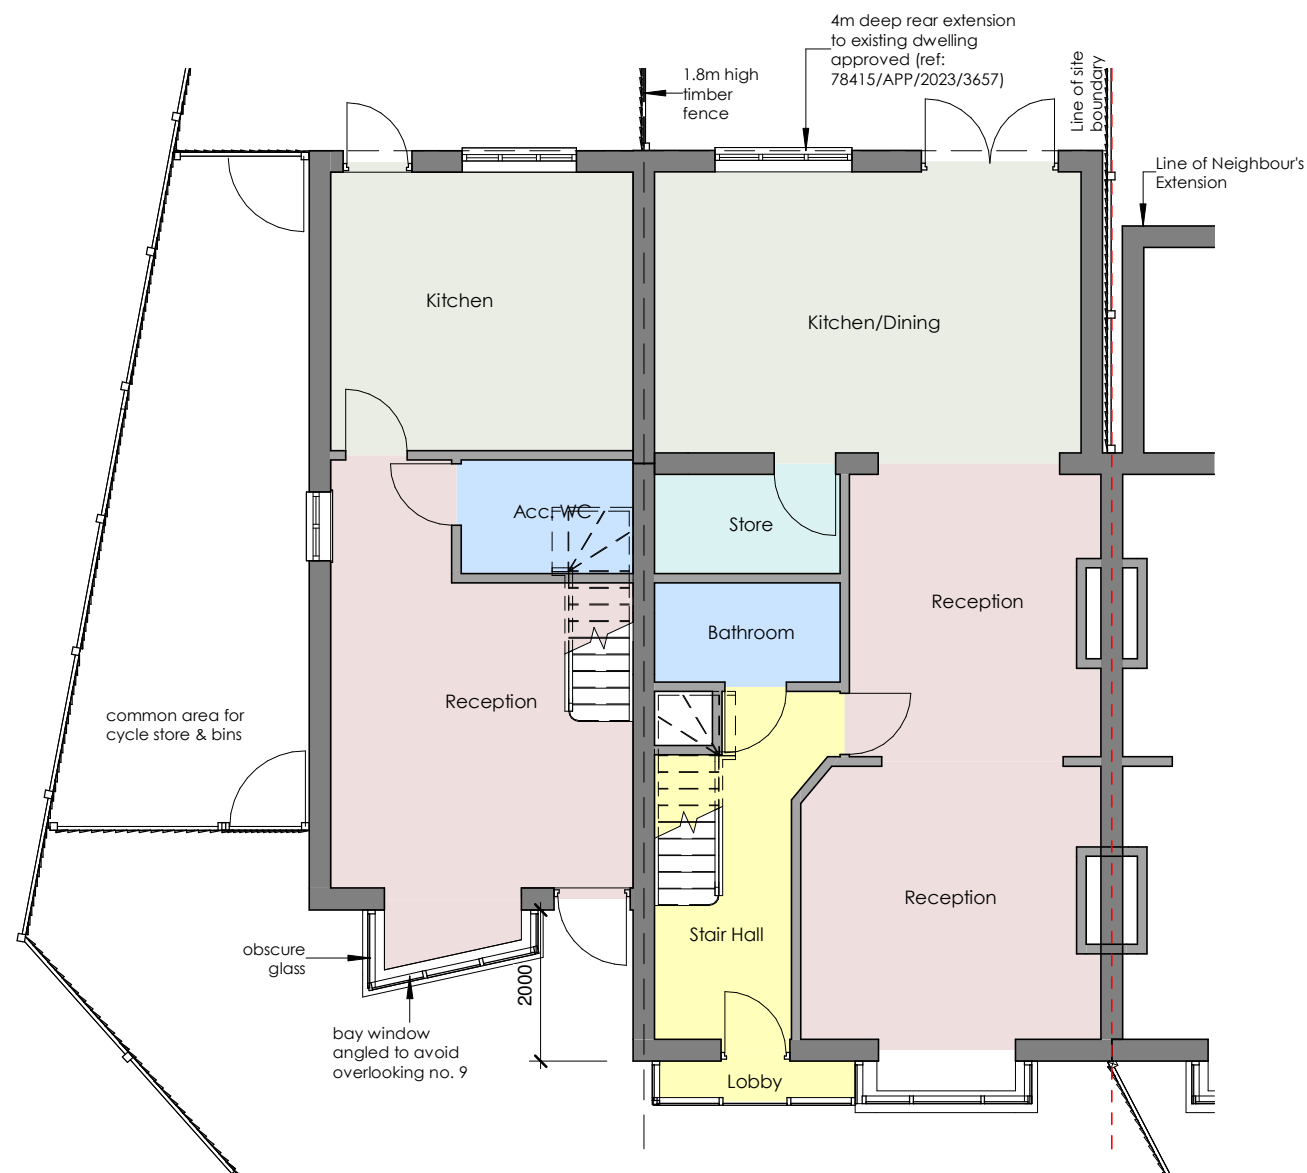 4m deep rear extension
to existing dwelling
approved (ref:
78415/APP/2023/3657)
1.8m high
timber
fence
Line of site
boundary
Line of Neighbour's
Extension
Kitchen
Kitchen/Dining
Acc. WC
Store
Reception
Bathroom
Reception
common area for
cycle store & bins
Reception
Stair Hall
obscure
glass
2000
bay window
angled to avoid
overlooking no. 9
Lobby